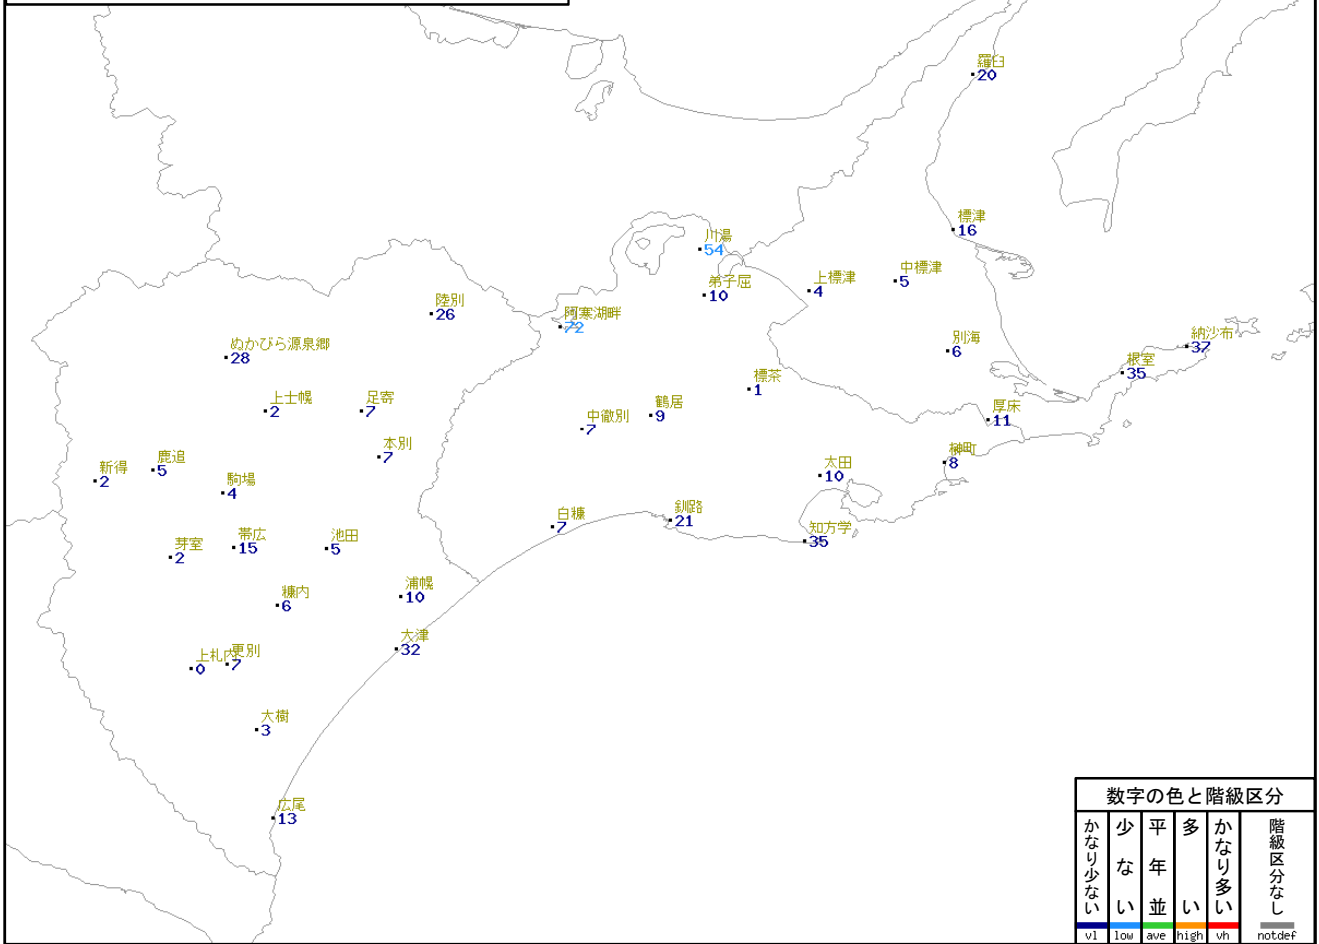 羅臼
20
標津
16
川湯
54
中標津
5
上標津
4
弟子屈
10
陸別
26
阿寒湖畔
72
納沙布
37
ぬかびら源泉郷
28
別海
6
根室
35
標茶
1
上士幌
2
足寄
7
鶴居
9
厚床
11
中徹別
7
本別
7
榊町
8
鹿追
5
新得
2
太田
10
駒場
4
釧路
21
白糠
7
知方学
35
帯広
15
池田
5
芽室
2
浦幌
10
糠内
6
大津
32
上札内
0
更別
7
大樹
3
広尾
13
数字の色と階級区分
かなり少ない
少ない
平年並
多い
かなり多い
階級区分なし
vl low ave high vh notdef